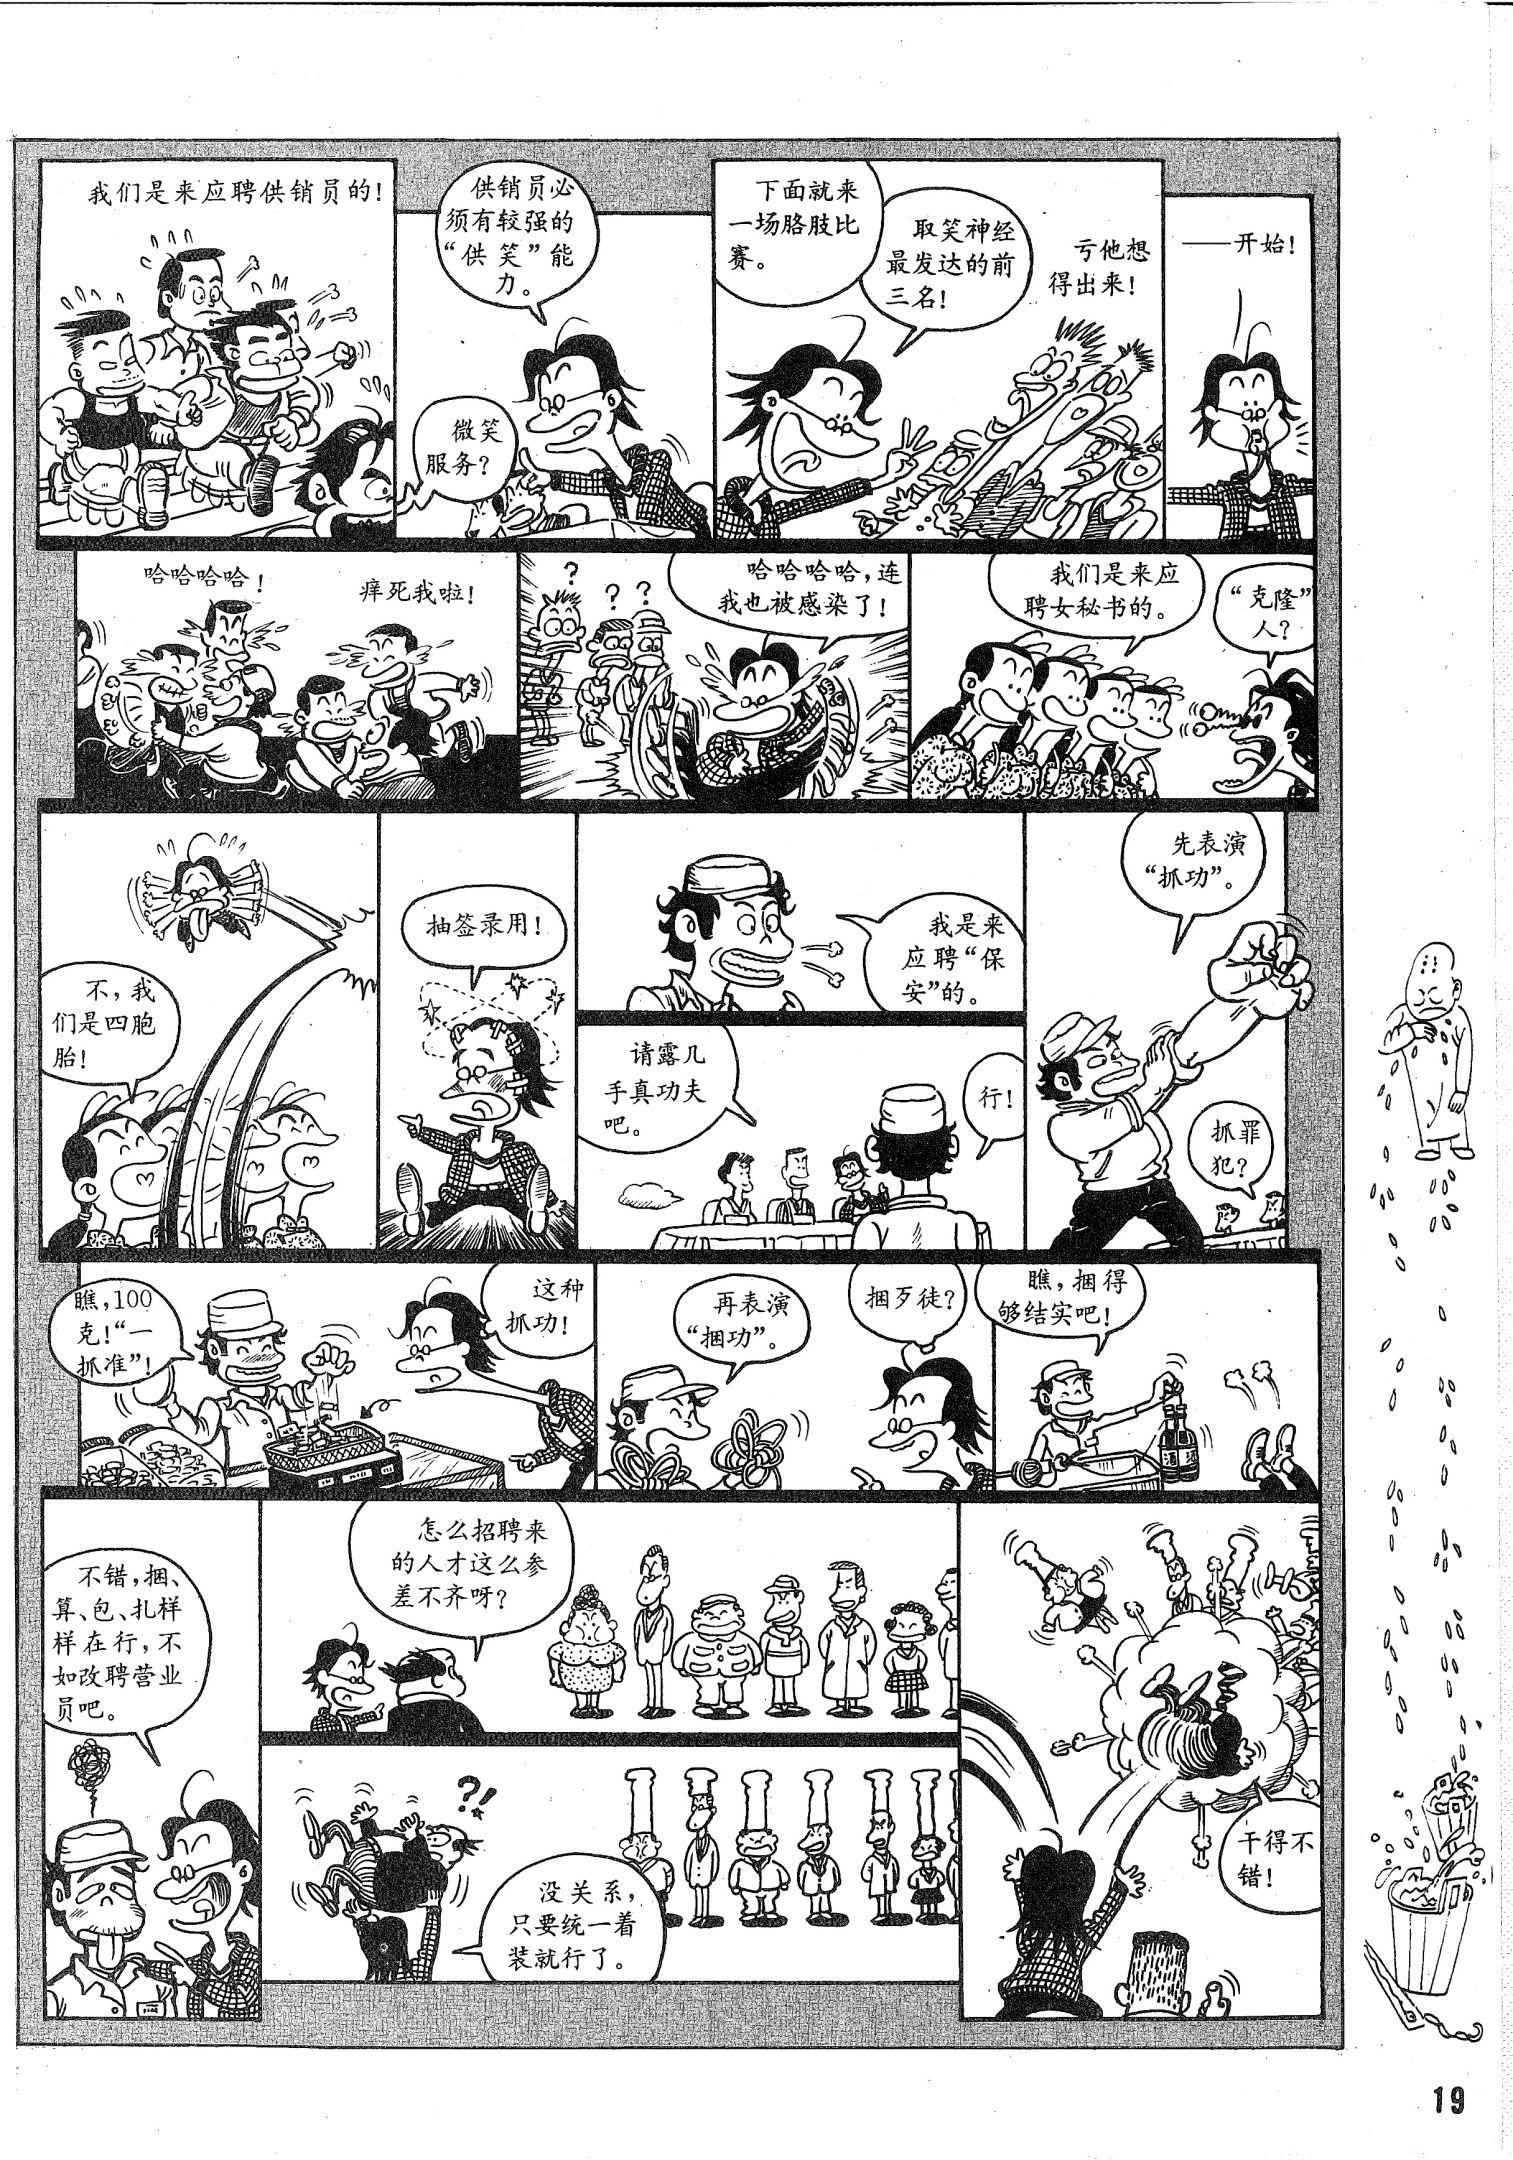 我们是来应聘供销员的!
供销员必
须有较强的
“供笑”能
力。
微笑
服务?
下面就来
一场胳肢比
赛。
取笑神经
最发达的前
三名!
亏他想
得出来!
——开始!
哈哈哈哈!
痒死我啦!
?
? ?
哈哈哈哈,连
我也被感染了!
我们是来应
聘女秘书的。
“克隆”
人?
不,我
们是四胞
胎!
抽签录用!
我是来
应聘“保
安”的。
请露几
手真功夫
吧。
行!
先表演
“抓功”。
抓罪
犯?
瞧,100
克!“一
抓准”!
这种
抓功!
再表演
“捆功”。
捆歹徒?
瞧,捆得
够结实吧!
酒
酒
不错,捆、
算、包、扎样
样在行,不
如改聘营业
员吧。
怎么招聘来
的人才这么参
差不齐呀?
?!
没关系,
只要统一着
装就行了。
干得不
错!
19